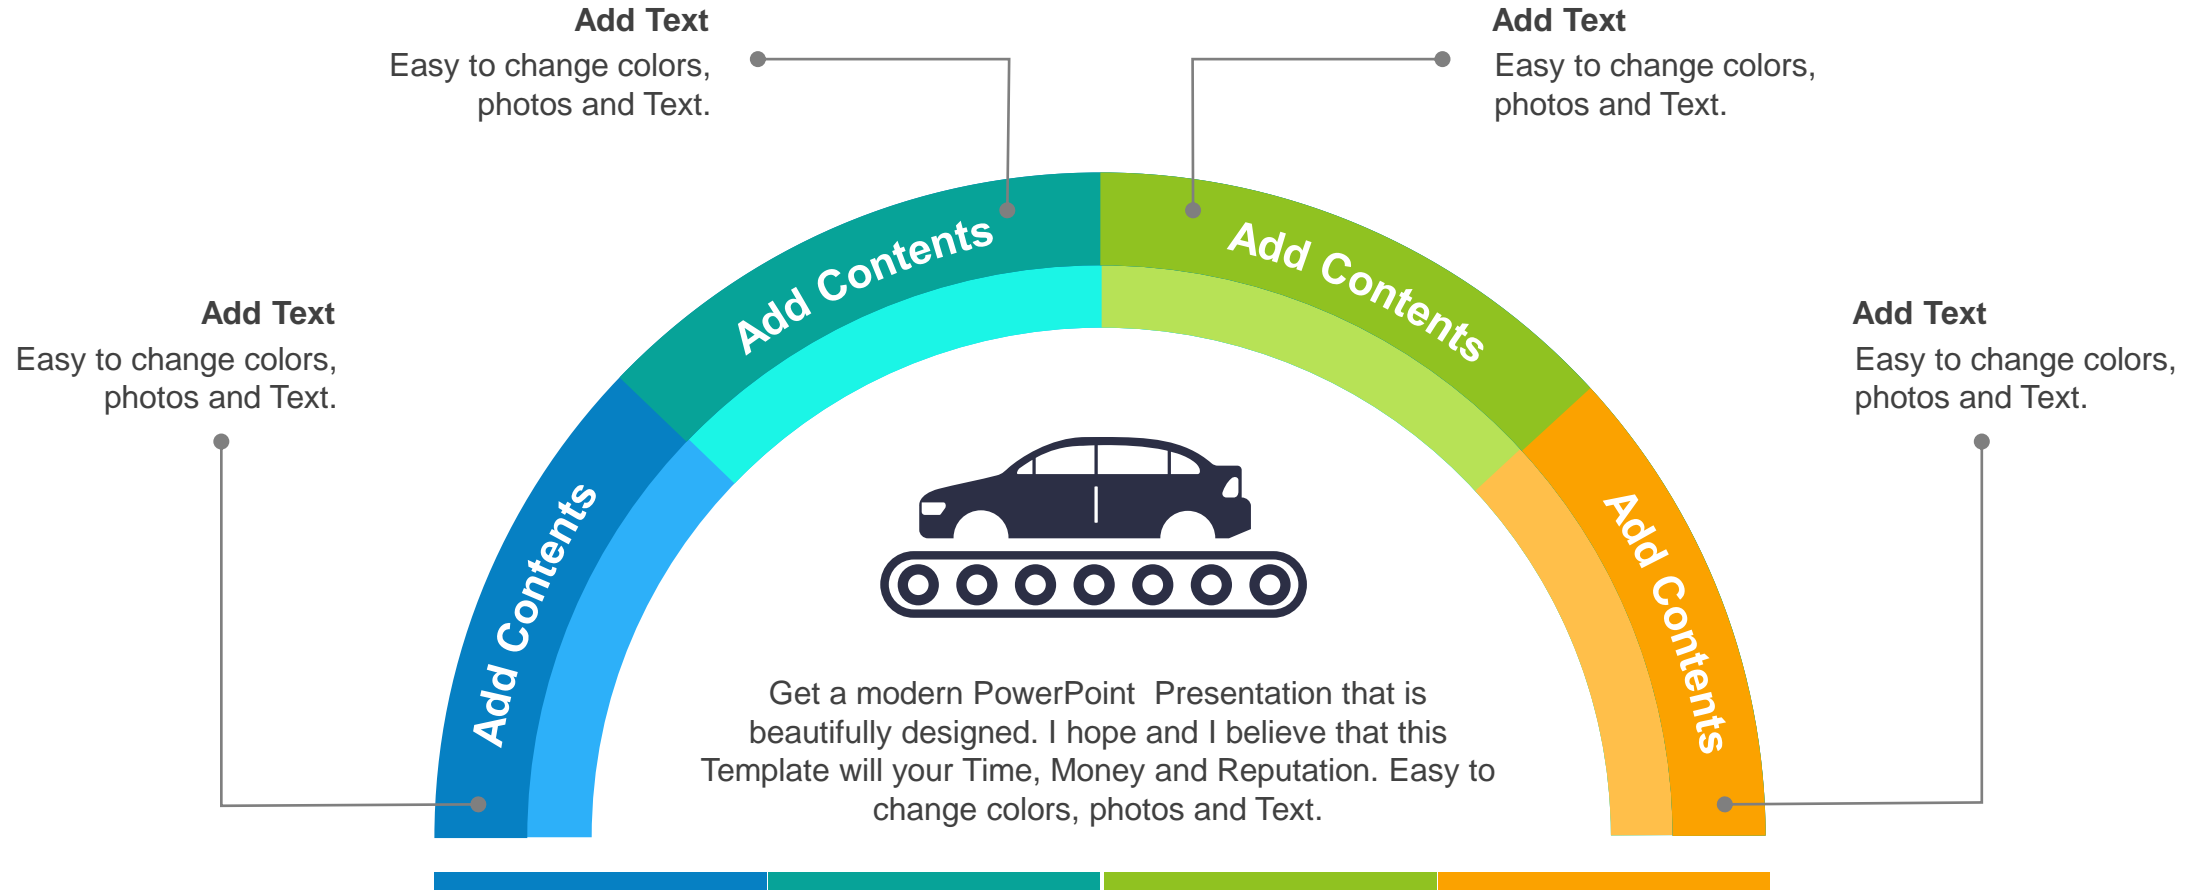 Add Text
Easy to change colors,
photos and Text.
Add Text
Easy to change colors,
photos and Text.
Add Text
Easy to change colors,
photos and Text.
Add Text
Easy to change colors,
photos and Text.
Add Contents
Add Contents
Add Contents
Add Contents
Get a modern PowerPoint  Presentation that is
beautifully designed. I hope and I believe that this
Template will your Time, Money and Reputation. Easy to
change colors, photos and Text.